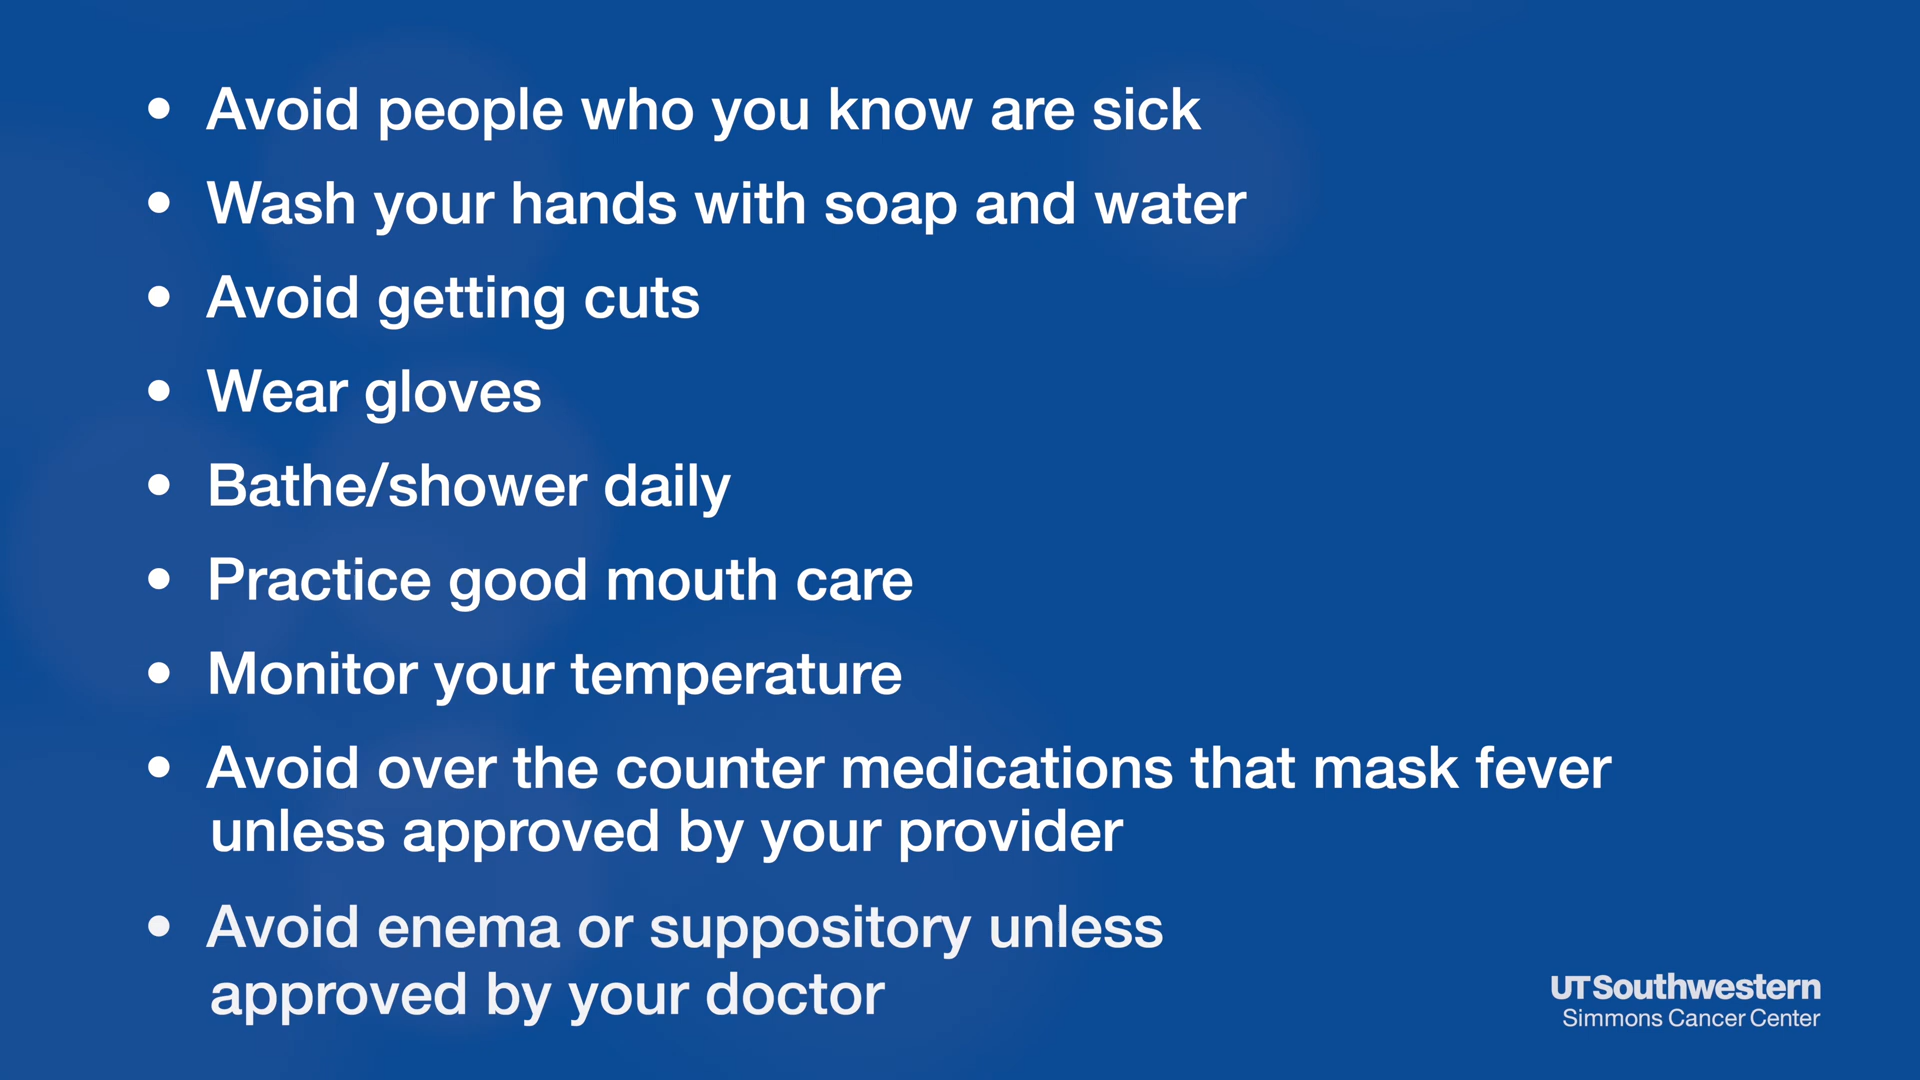 • Avoid people who you know are sick
• Wash your hands with soap and water
• Avoid getting cuts
• Wear gloves
• Bathe/shower daily
• Practice good mouth care
• Monitor your temperature
• Avoid over the counter medications that mask fever
unless approved by your provider
• Avoid enema or suppository unless
approved by your doctor
UTSouthwestern
Simmons Cancer Center